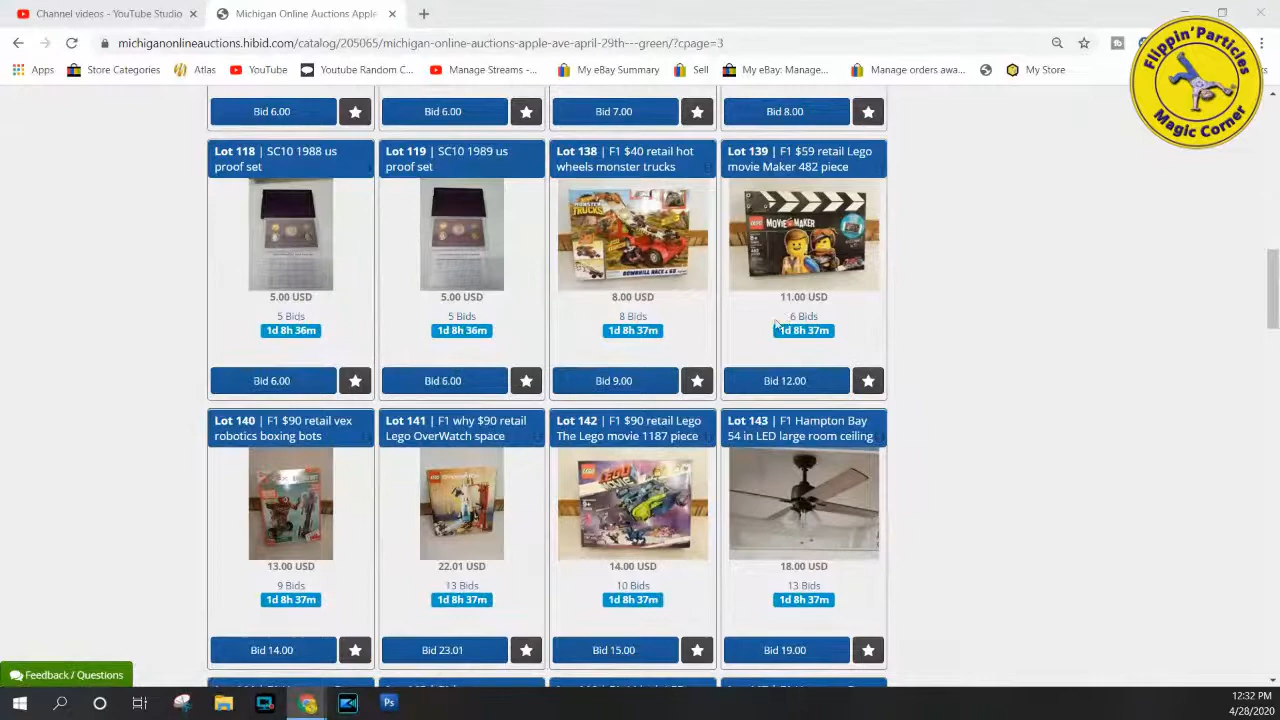 Channel videos - YouTube Studio
Michigan Online Auctions Apple
michiganonlineauctions.hibid.com/catalog/205065/michigan-onlineauctions-apple-ave-april-29th---green/?cpage=3
Apps
Store Categories
Atlas
YouTube
Youtube Random C...
Manage Streams -...
My eBay Summary
Sell
My eBay: Manage...
Manage orders awa...
My Store
Flippin' Particles
Magic Corner
Bid 6.00
Bid 6.00
Bid 7.00
Bid 8.00
Lot 118 | SC10 1988 us
proof set
Lot 119 | SC10 1989 us
proof set
Lot 138 | F1 $40 retail hot
wheels monster trucks
Lot 139 | F1 $59 retail Lego
movie Maker 482 piece
MONSTER
TRUCKS
DOWNHILL RACE & GO
LEGO
MOVIE MAKER
5.00 USD
5 Bids
1d 8h 36m
5.00 USD
5 Bids
1d 8h 36m
8.00 USD
8 Bids
1d 8h 37m
11.00 USD
6 Bids
1d 8h 37m
Bid 6.00
Bid 6.00
Bid 9.00
Bid 12.00
Lot 140 | F1 $90 retail vex
robotics boxing bots
Lot 141 | F1 why $90 retail
Lego OverWatch space
Lot 142 | F1 $90 retail Lego
The Lego movie 1187 piece
Lot 143 | F1 Hampton Bay
54 in LED large room ceiling
LEGO
LEGO
MOVIE
13.00 USD
9 Bids
1d 8h 37m
22.01 USD
13 Bids
1d 8h 37m
14.00 USD
10 Bids
1d 8h 37m
18.00 USD
13 Bids
1d 8h 37m
Bid 14.00
Bid 23.01
Bid 15.00
Bid 19.00
Feedback / Questions
Ps
12:32 PM
4/28/2020